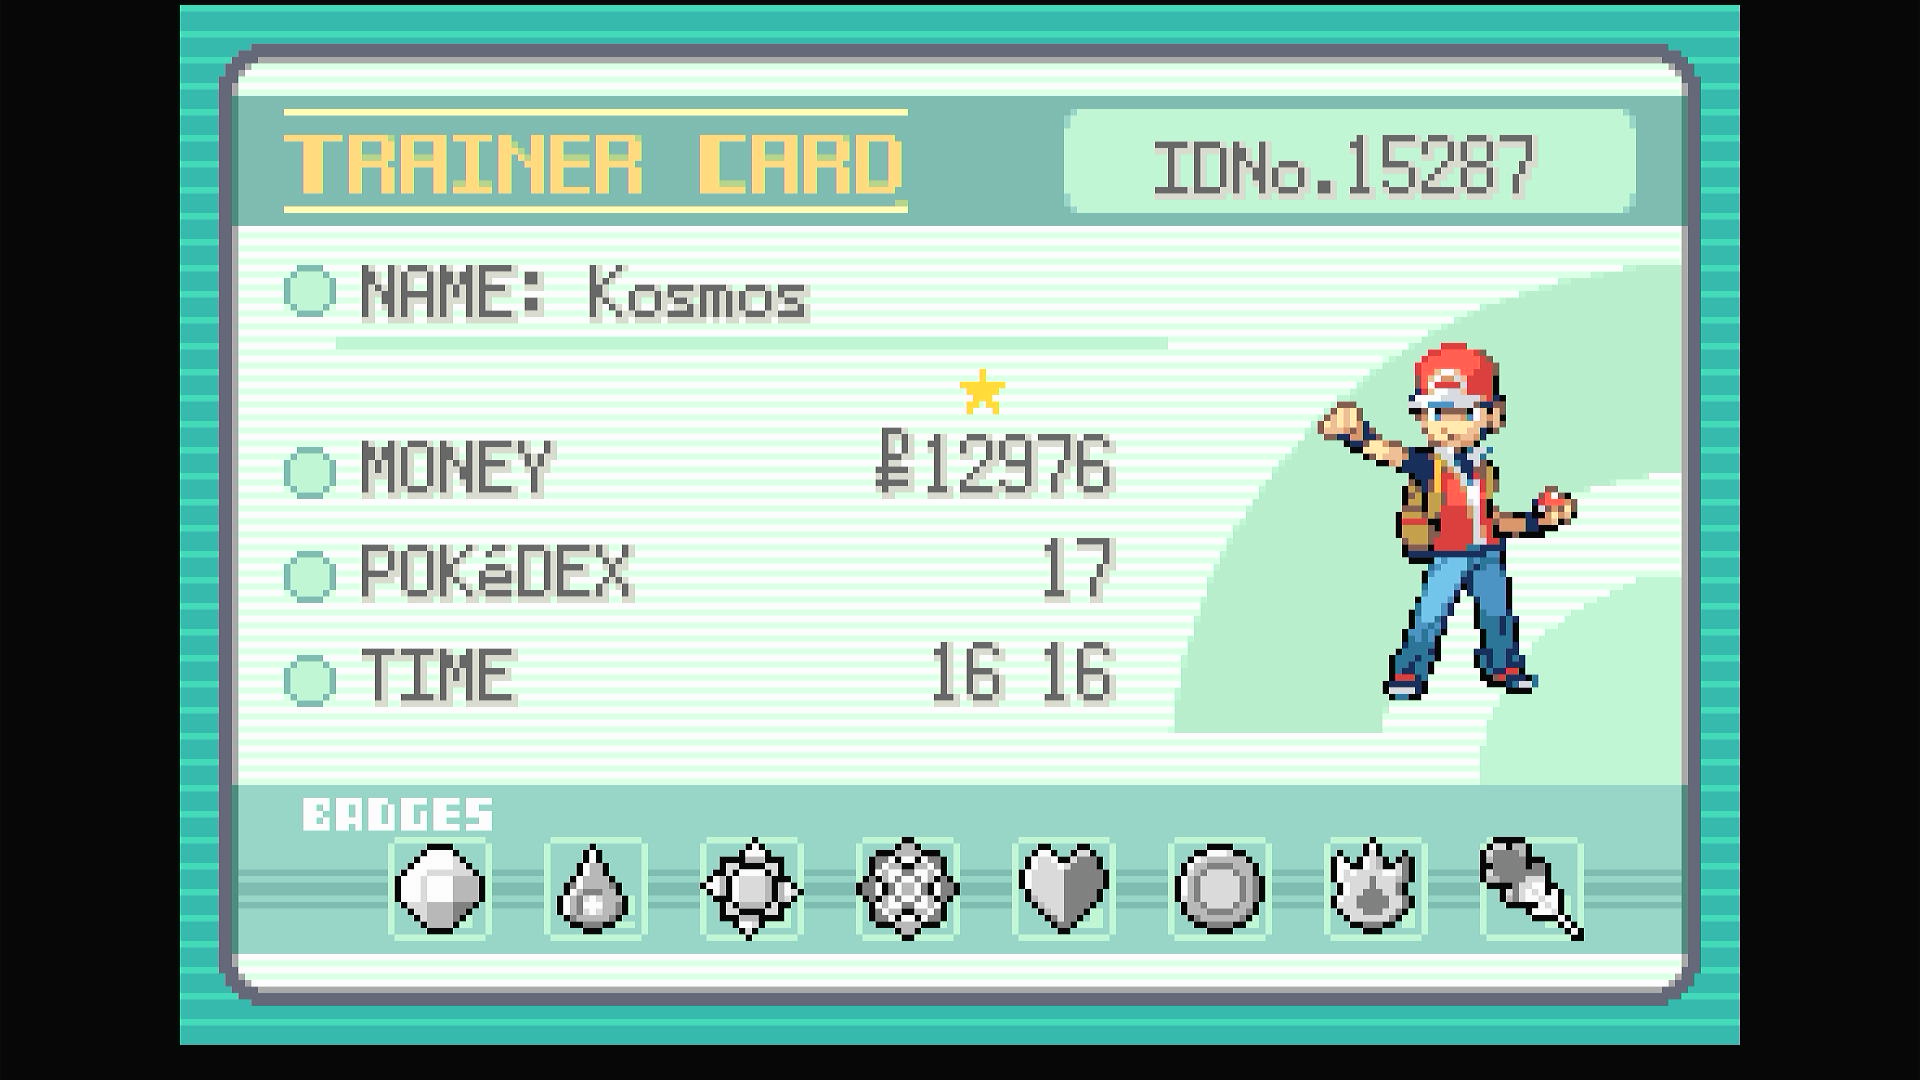 TRAINER CARD
IDNo.15287
NAME: Kosmos
MONEY ₽12976
POKéDEX 17
TIME 16 16
BADGES